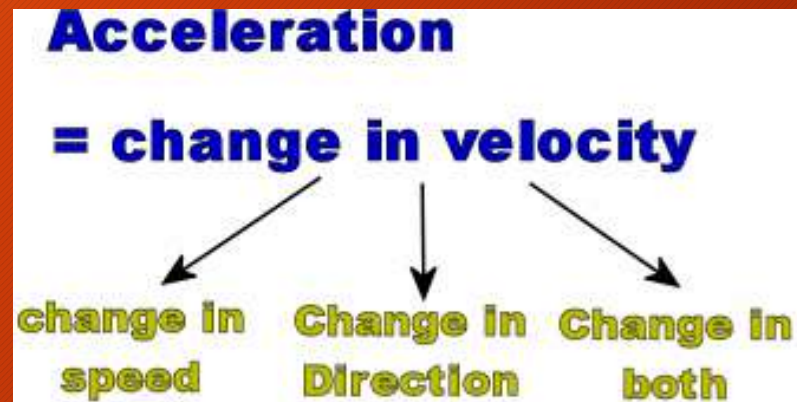 Acceleration
= change in velocity
change in Change in Change in
speed Direction both